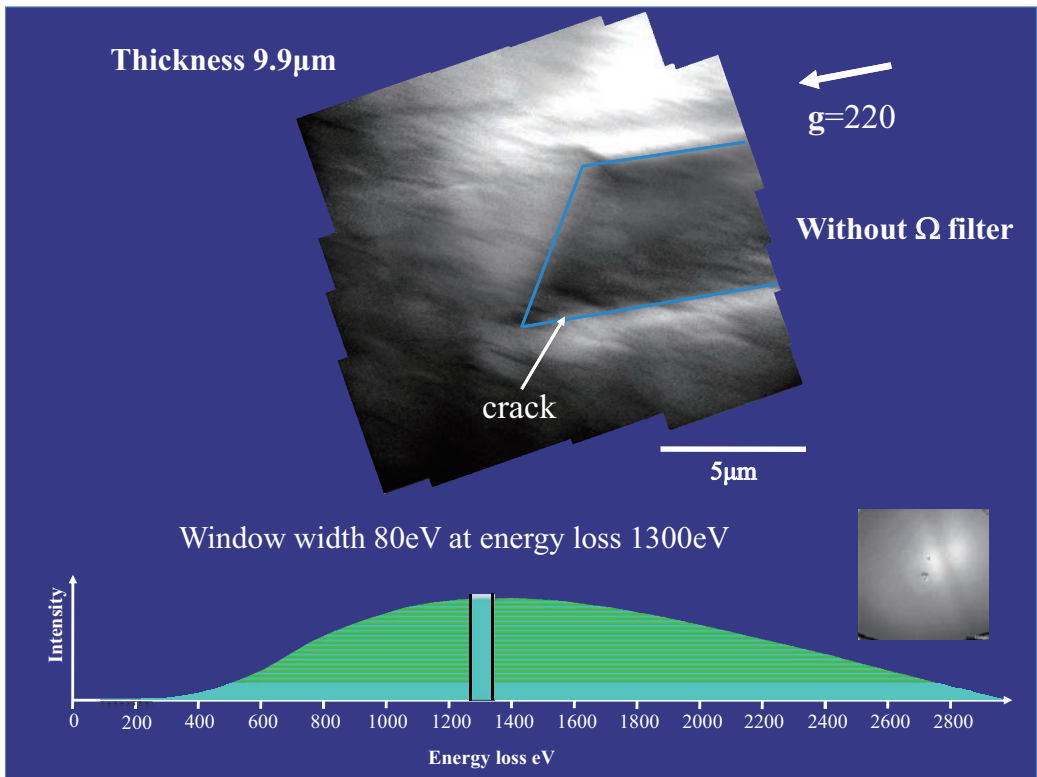 Thickness 9.9μm
g=220
Without Ω filter
crack
5μm
Window width 80eV at energy loss 1300eV
Intensity
0 200 400 600 800 1000 1200 1400 1600 1800 2000 2200 2400 2600 2800
Energy loss eV